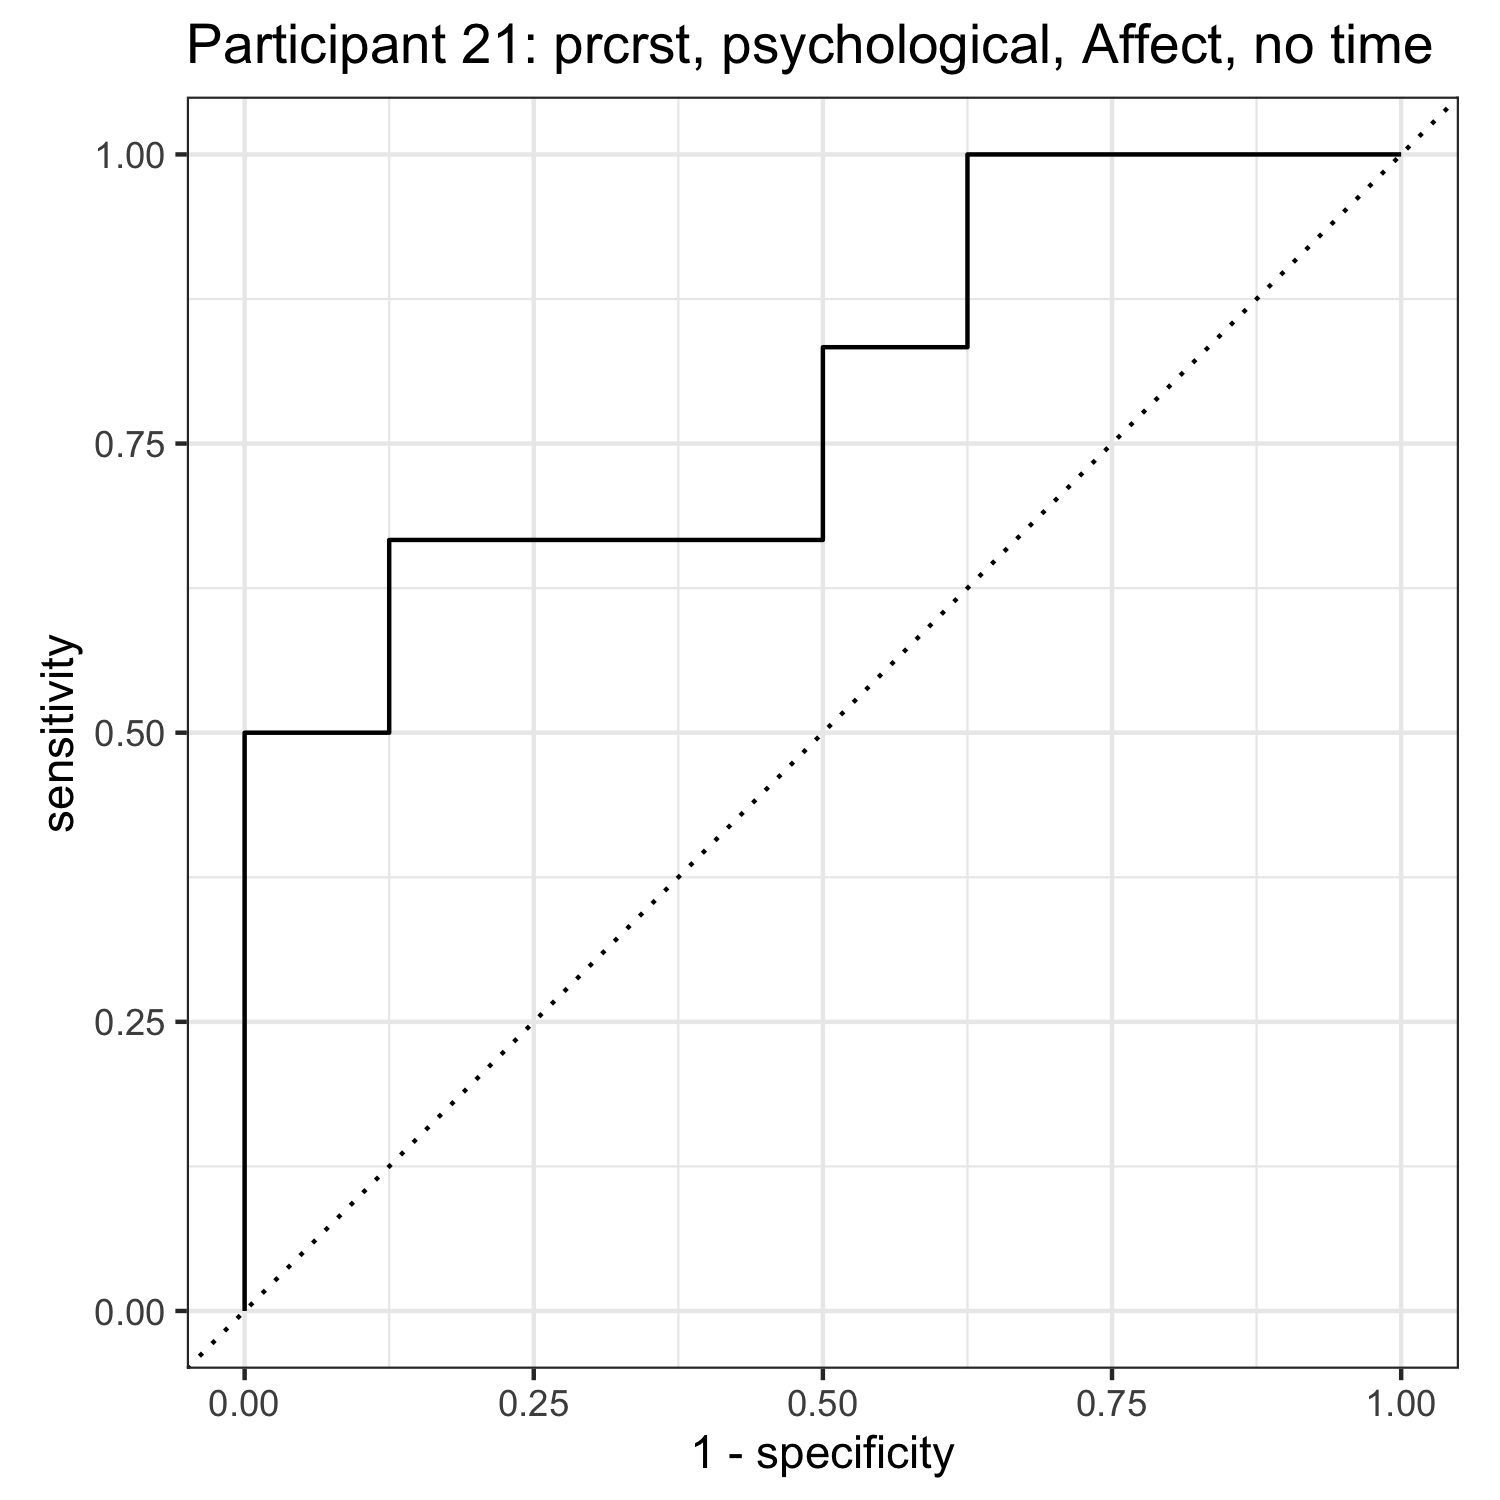 Participant 21: prcrst, psychological, Affect, no time
1.00
0.75
0.50
0.25
0.00
sensitivity
0.00 0.25 0.50 0.75 1.00
1 - specificity